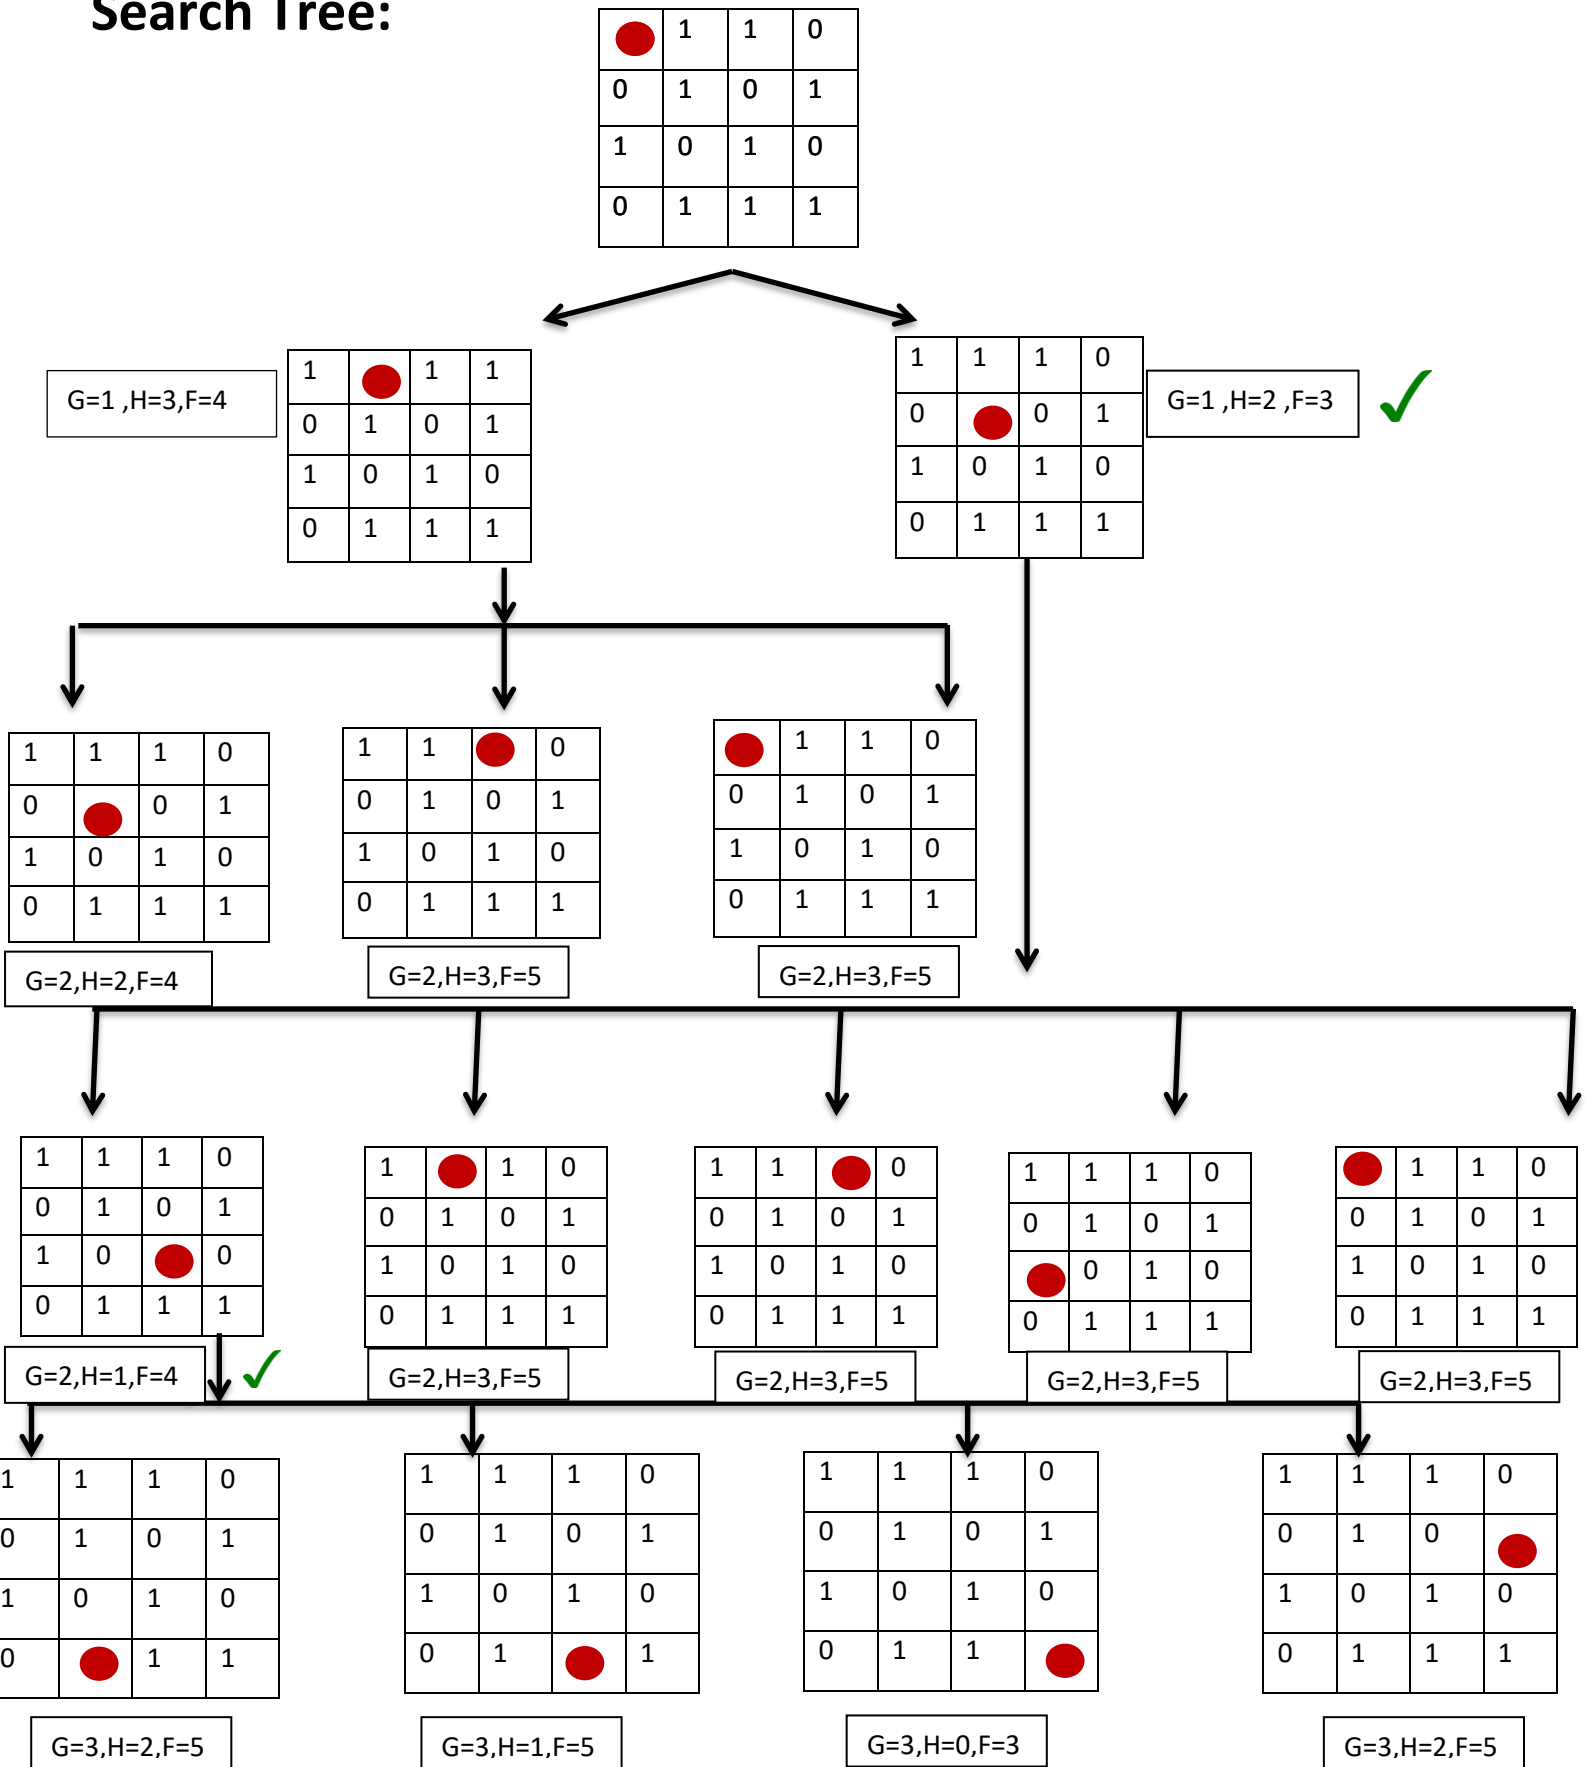 Search Tree:
1 1 0
0 1 0 1
1 0 1 0
0 1 1 1
G=1 ,H=3,F=4
1 1 1
0 1 0 1
1 0 1 0
0 1 1 1
1 1 1 0
0 0 1
1 0 1 0
0 1 1 1
G=1 ,H=2 ,F=3
1 1 1 0
0 0 1
1 0 1 0
0 1 1 1
G=2,H=2,F=4
1 1 0
0 1 0 1
1 0 1 0
0 1 1 1
G=2,H=3,F=5
1 1 0
0 1 0 1
1 0 1 0
0 1 1 1
G=2,H=3,F=5
1 1 1 0
0 1 0 1
1 0 0
0 1 1 1
G=2,H=1,F=4
1 1 0
0 1 0 1
1 0 1 0
0 1 1 1
G=2,H=3,F=5
1 1 0
0 1 0 1
1 0 1 0
0 1 1 1
G=2,H=3,F=5
1 1 1 0
0 1 0 1
0 1 0
0 1 1 1
G=2,H=3,F=5
1 1 0
0 1 0 1
1 0 1 0
0 1 1 1
G=2,H=3,F=5
1 1 1 0
0 1 0 1
1 0 1 0
0 1 1
G=3,H=2,F=5
1 1 1 0
0 1 0 1
1 0 1 0
0 1 1
G=3,H=1,F=5
1 1 1 0
0 1 0 1
1 0 1 0
0 1 1
G=3,H=0,F=3
1 1 1 0
0 1 0
1 0 1 0
0 1 1 1
G=3,H=2,F=5